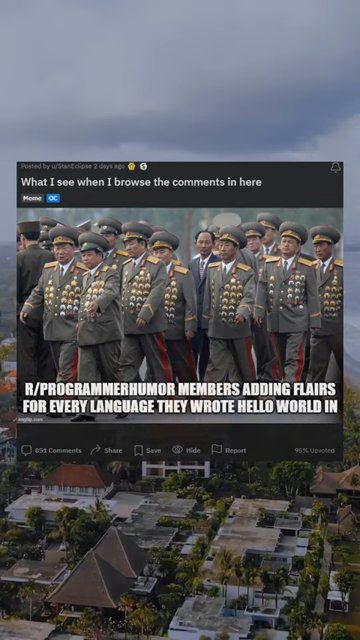 Posted by u/StenEclipse 2 days ago
What I see when I browse the comments in here
Meme OC
R/PROGRAMMERHUMOR MEMBERS ADDING FLAIRS
FOR EVERY LANGUAGE THEY WROTE HELLO WORLD IN
imgflip.com
851 Comments Share Save Hide Report 95% Upvoted